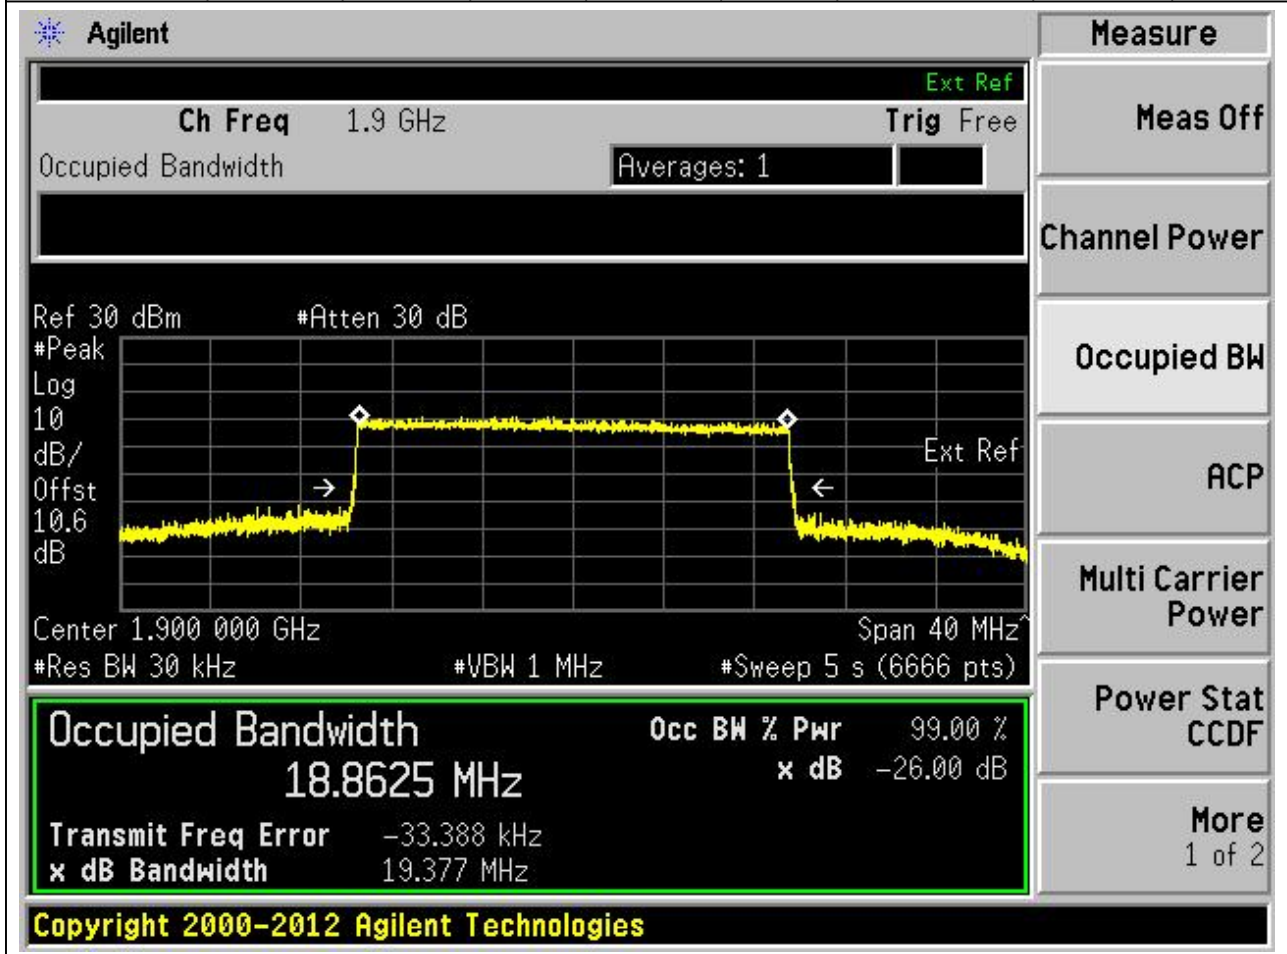 Agilent
Measure
Ext Ref
Ch Freq 1.9 GHz Trig Free
Meas Off
Occupied Bandwidth Averages: 1
Channel Power
Ref 30 dBm #Atten 30 dB
#Peak
Log
10
dB/
Offst
10.6
dB
Ext Ref
Occupied BW
ACP
Center 1.900 000 GHz Span 40 MHz^
#Res BW 30 kHz #VBW 1 MHz #Sweep 5 s (6666 pts)
Multi Carrier
Power
Occupied Bandwidth Occ BW % Pwr 99.00 %
18.8625 MHz x dB -26.00 dB
Transmit Freq Error -33.388 kHz
x dB Bandwidth 19.377 MHz
Power Stat
CCDF
More
1 of 2
Copyright 2000-2012 Agilent Technologies